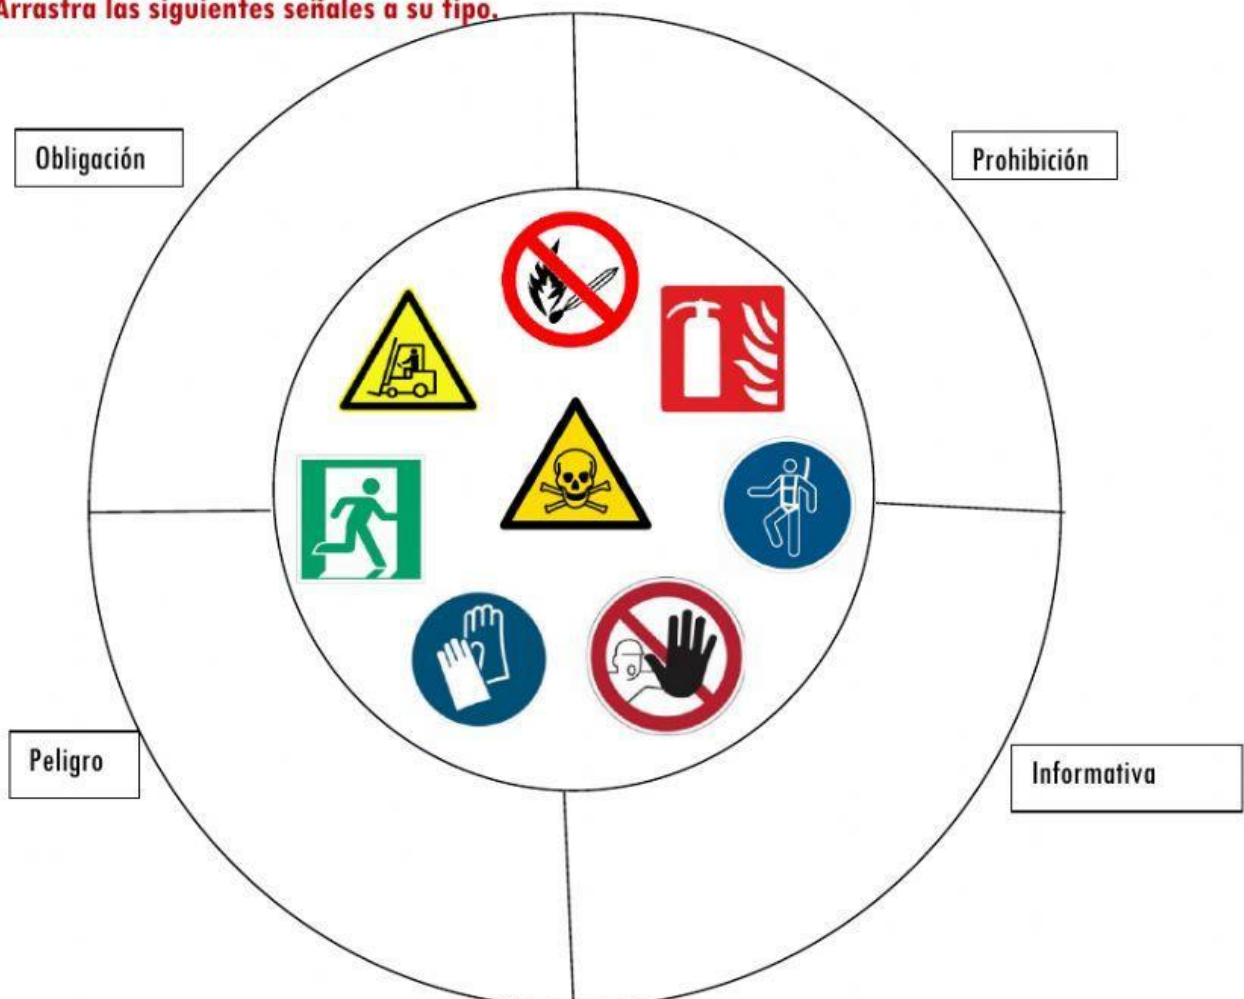 Arrastra las siguientes señales a su tipo.
Obligación
Prohibición
Peligro
Informativa